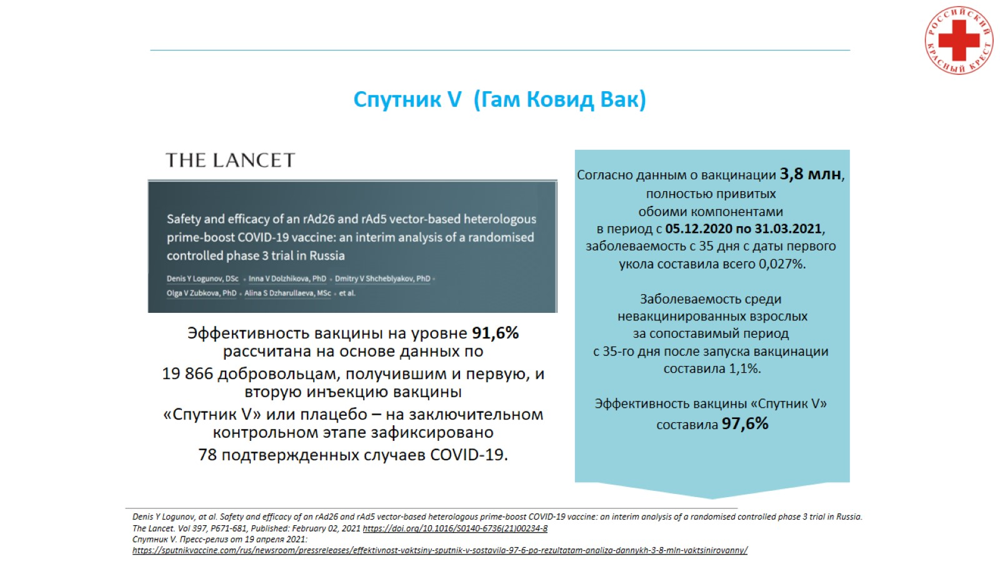 РОССИЙСКИЙ
КРАСНЫЙ КРЕСТ
Спутник V (Гам Ковид Вак)
THE LANCET
Safety and efficacy of an rAd26 and rAd5 vector-based heterologous
prime-boost COVID-19 vaccine: an interim analysis of a randomised
controlled phase 3 trial in Russia
Denis Y Logunov, DSc • Inna V Dolzhikova, PhD • Dmitry V Shcheblyakov, PhD •
Olga V Zubkova, PhD • Alina S Dzharullaeva, MSc • et al.
Эффективность вакцины на уровне 91,6%
рассчитана на основе данных по
19 866 добровольцам, получившим и первую, и
вторую инъекцию вакцины
«Спутник V» или плацебо – на заключительном
контрольном этапе зафиксировано
78 подтвержденных случаев COVID-19.
Согласно данным о вакцинации 3,8 млн,
полностью привитых
обоими компонентами
в период с 05.12.2020 по 31.03.2021,
заболеваемость с 35 дня с даты первого
укола составила всего 0,027%.
Заболеваемость среди
невакцинированных взрослых
за сопоставимый период
с 35-го дня после запуска вакцинации
составила 1,1%.
Эффективность вакцины «Спутник V»
составила 97,6%
Denis Y Logunov, at al. Safety and efficacy of an rAd26 and rAd5 vector-based heterologous prime-boost COVID-19 vaccine: an interim analysis of a randomised controlled phase 3 trial in Russia.
The Lancet. Vol 397, P671-681, Published: February 02, 2021 https://doi.org/10.1016/S0140-6736(21)00234-8
Спутник V. Пресс-релиз от 19 апреля 2021:
https://sputnikvaccine.com/rus/newsroom/pressreleases/effektivnost-vaktsiny-sputnik-v-sostavila-97-6-po-rezultatam-analiza-dannykh-3-8-mln-vaktsinirovanny/